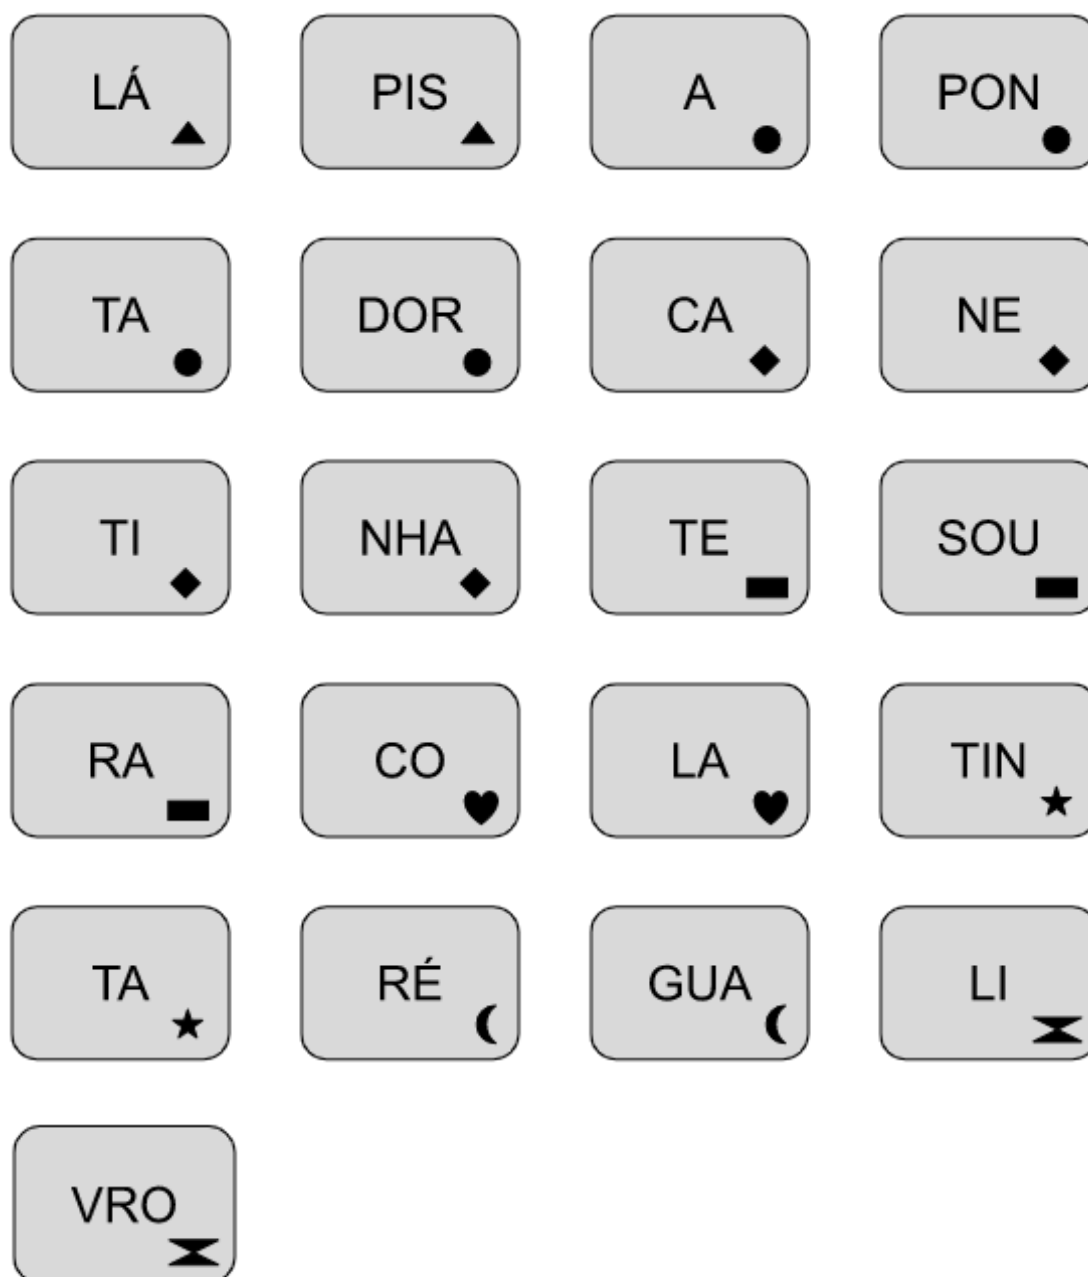 LÁ PIS A PON
TA DOR CA NE
TI NHA TE SOU
RA CO LA TIN
TA RÉ GUA LI
VRO